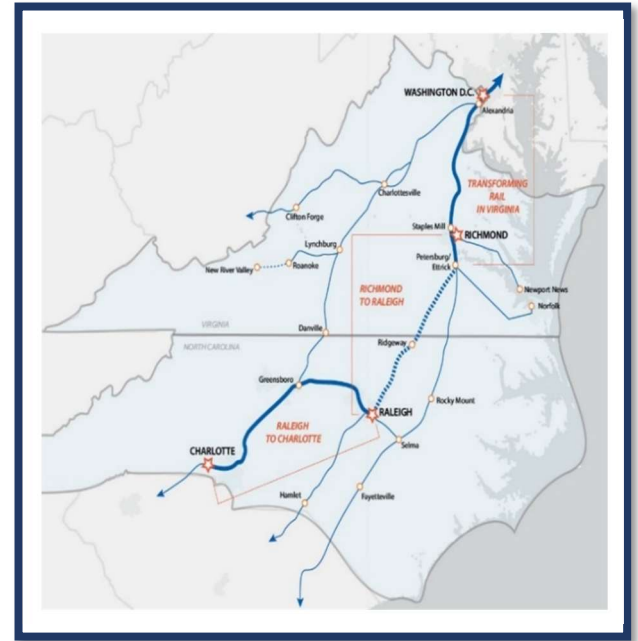 WASHINGTON D.C.
Alexandria
TRANSFORMING
RAIL
IN VIRGINIA
Charlottesville
Clifton Forge
Staples Mill
RICHMOND
Lynchburg
Petersburg/
Ettrick
New River Valley
Roanoke
RICHMOND
TO RALEIGH
Newport News
Norfolk
VIRGINIA
Danville
NORTH CAROLINA
Ridgeway
Greensboro
Rocky Mount
RALEIGH
RALEIGH
TO CHARLOTTE
Selma
CHARLOTTE
Hamlet
Fayetteville